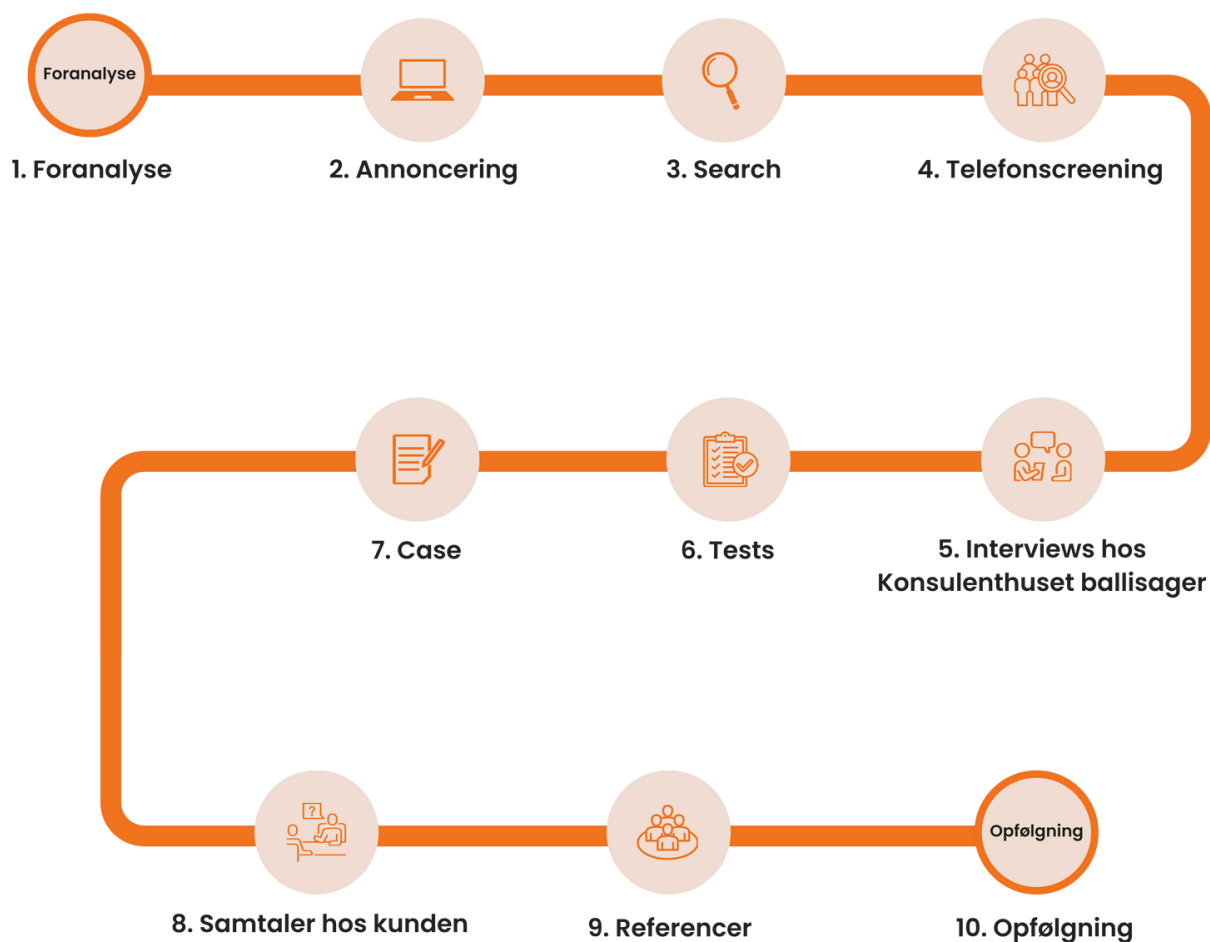 Foranalyse
1. Foranalyse
2. Annoncering
3. Search
4. Telefonscreening
5. Interviews hos
Konsulenthuset ballisager
6. Tests
7. Case
?
8. Samtaler hos kunden
9. Referencer
Opfølgning
10. Opfølgning